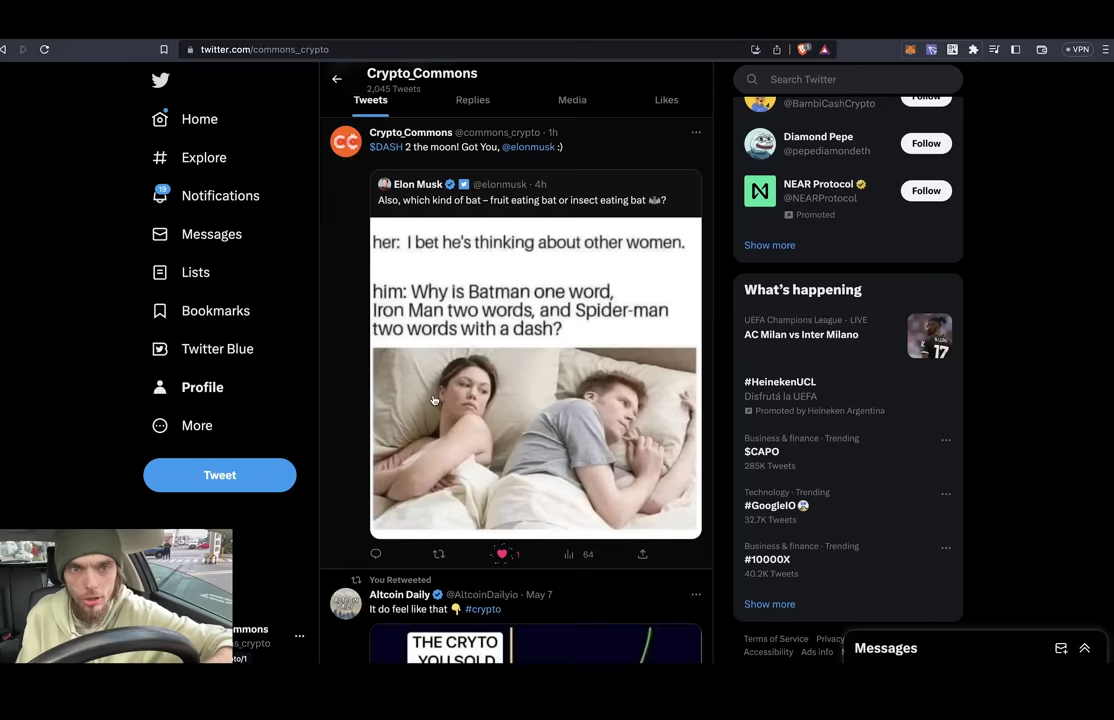 twitter.com/commons_crypto
VPN
Home
Explore
19
Notifications
Messages
Lists
Bookmarks
Twitter Blue
Profile
More
Tweet
mmons
s_crypto
Crypto_Commons
2,045 Tweets
Tweets
Replies
Media
Likes
Crypto_Commons @commons_crypto · 1h
$DASH 2 the moon! Got You, @elonmusk :)
Elon Musk @elonmusk · 4h
Also, which kind of bat – fruit eating bat or insect eating bat 🦇?
her: I bet he's thinking about other women.
him: Why is Batman one word,
Iron Man two words, and Spider-man
two words with a dash?
1
64
You Retweeted
Altcoin Daily @AltcoinDailyio · May 7
It do feel like that 👇 #crypto
THE CRYTO
YOU SOLD
Search Twitter
@BambiCashCrypto
Follow
Diamond Pepe
@pepediamondeth
Follow
NEAR Protocol
@NEARProtocol
Promoted
Follow
Show more
What's happening
UEFA Champions League · LIVE
AC Milan vs Inter Milano
17
#HeinekenUCL
Disfrutá la UEFA
Promoted by Heineken Argentina
Business & finance · Trending
$CAPO
285K Tweets
Technology · Trending
#GoogleIO
32.7K Tweets
Business & finance · Trending
#10000X
40.2K Tweets
Show more
Terms of Service Privacy
Accessibility Ads info
Messages